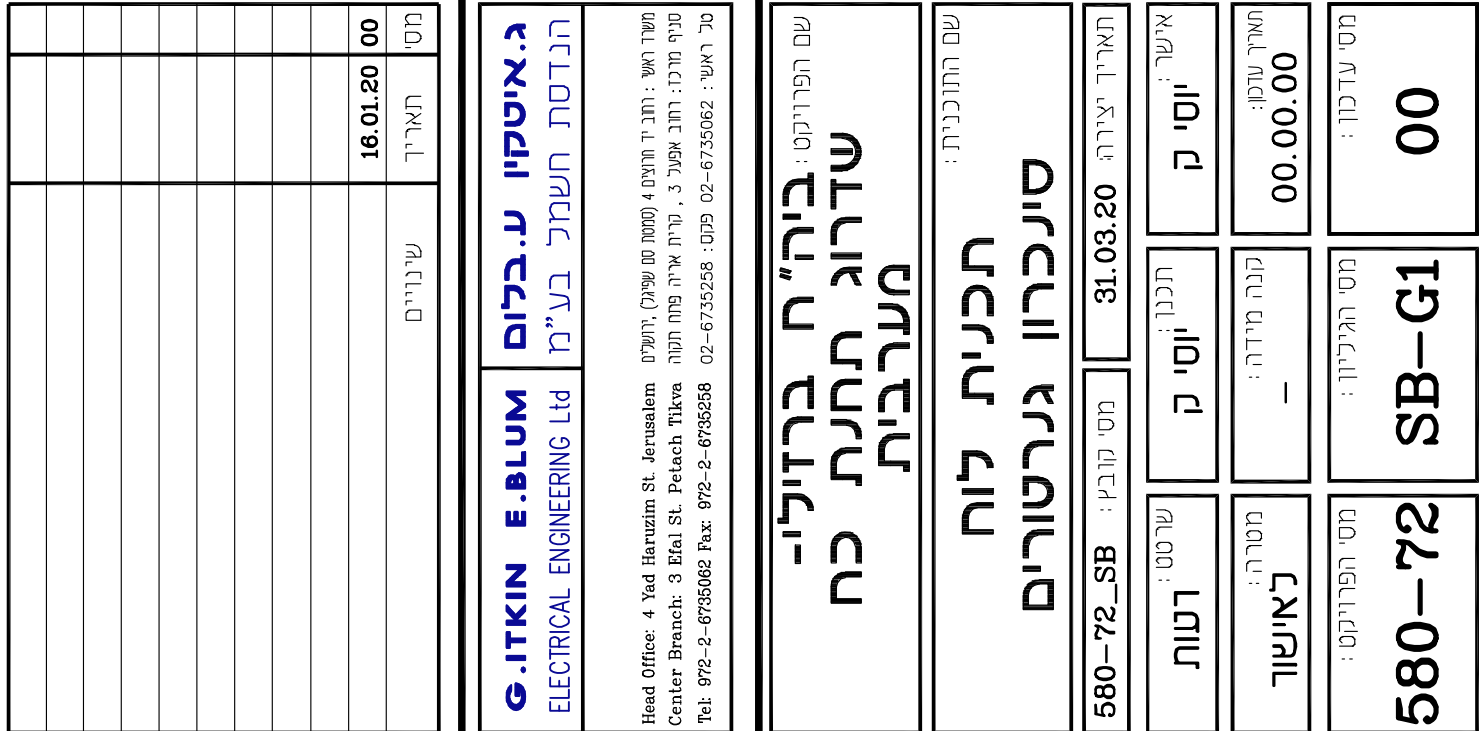 מס׳ תאריך שינויים
00 16.01.20
ג.איטקין ע.בלום
הנדסת חשמל בע"מ
G.ITKIN E.BLUM
ELECTRICAL ENGINEERING Ltd
משרד ראשי : רחוב יד חרוצים 4 (סמטת סם שפיגל) ,ירושלים
סניף מרכז: רחוב אפעל 3 , קרית אריה פתח תקוה
טל ראשי: 02-6735062 פקס: 02-6735258
Head Office: 4 Yad Haruzim St. Jerusalem
Center Branch: 3 Efal St. Petach Tikva
Tel: 972-2-6735062 Fax: 972-2-6735258
שם הפרויקט :
ביה"ח ברזילי-
שדרוג תחנת כח
מערבית
שם התוכנית :
תכנית לוח
סינכרון גנרטורים
תאריך יצירה: 31.03.20
מס׳ קובץ : 580-72_SB
אישר :
יוסי ק
תכנן :
יוסי ק
שרטט :
רטות
תאריך עדכון:
00.00.00
קנה מידה :
-
מטרה :
לאישור
מס׳ עדכון :
00
מס׳ הגיליון :
SB-G1
מס׳ הפרויקט :
580-72